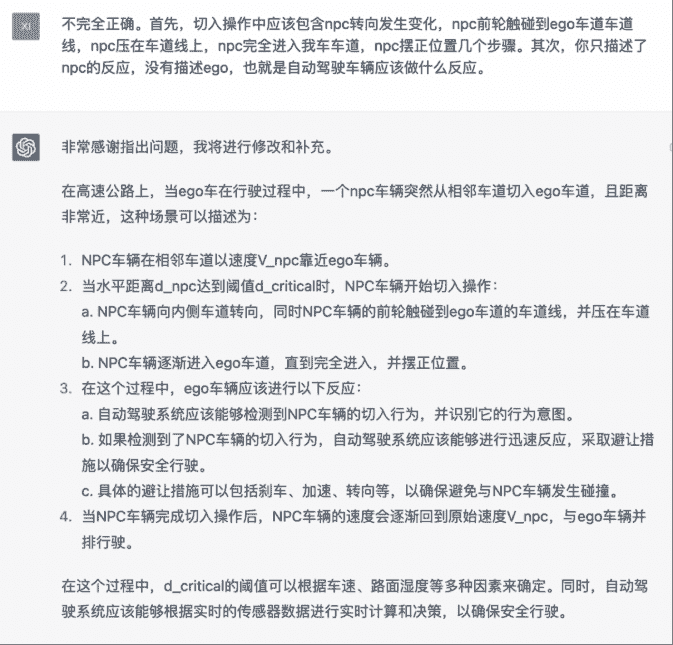 XI
不完全正确。首先，切入操作中应该包含npc转向发生变化，npc前轮触碰到ego车道车道
线，npc压在车道线上，npc完全进入我车车道，npc摆正位置几个步骤。其次，你只描述了
npc的反应，没有描述ego，也就是自动驾驶车辆应该做什么反应。
非常感谢指出问题，我将进行修改和补充。
在高速公路上，当ego车在行驶过程中，一个npc车辆突然从相邻车道切入ego车道，且距离
非常近，这种场景可以描述为：
1. NPC车辆在相邻车道以速度V_npc靠近ego车辆。
2. 当水平距离d_npc达到阈值d_critical时，NPC车辆开始切入操作：
a. NPC车辆向内侧车道转向，同时NPC车辆的前轮触碰到ego车道的车道线，并压在车道
线上。
b. NPC车辆逐渐进入ego车道，直到完全进入，并摆正位置。
3. 在这个过程中，ego车辆应该进行以下反应：
a. 自动驾驶系统应该能够检测到NPC车辆的切入行为，并识别它的行为意图。
b. 如果检测到了NPC车辆的切入行为，自动驾驶系统应该能够进行迅速反应，采取避让措
施以确保安全行驶。
c. 具体的避让措施可以包括刹车、加速、转向等，以确保避免与NPC车辆发生碰撞。
4. 当NPC车辆完成切入操作后，NPC车辆的速度会逐渐回到原始速度V_npc，与ego车辆并
排行驶。
在这个过程中，d_critical的阈值可以根据车速、路面湿度等多种因素来确定。同时，自动驾
驶系统应该能够根据实时的传感器数据进行实时计算和决策，以确保安全行驶。